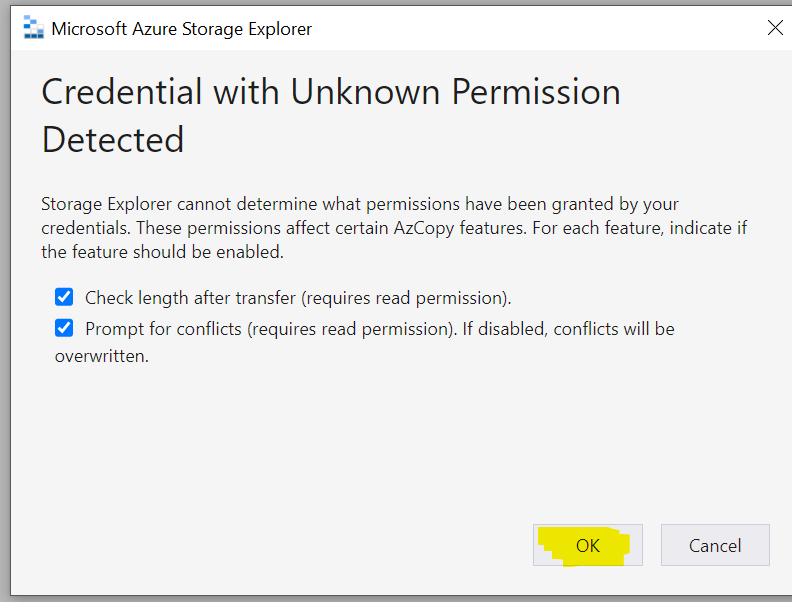 Microsoft Azure Storage Explorer
Credential with Unknown Permission
Detected
Storage Explorer cannot determine what permissions have been granted by your
credentials. These permissions affect certain AzCopy features. For each feature, indicate if
the feature should be enabled.
Check length after transfer (requires read permission).
Prompt for conflicts (requires read permission). If disabled, conflicts will be
overwritten.
OK
Cancel